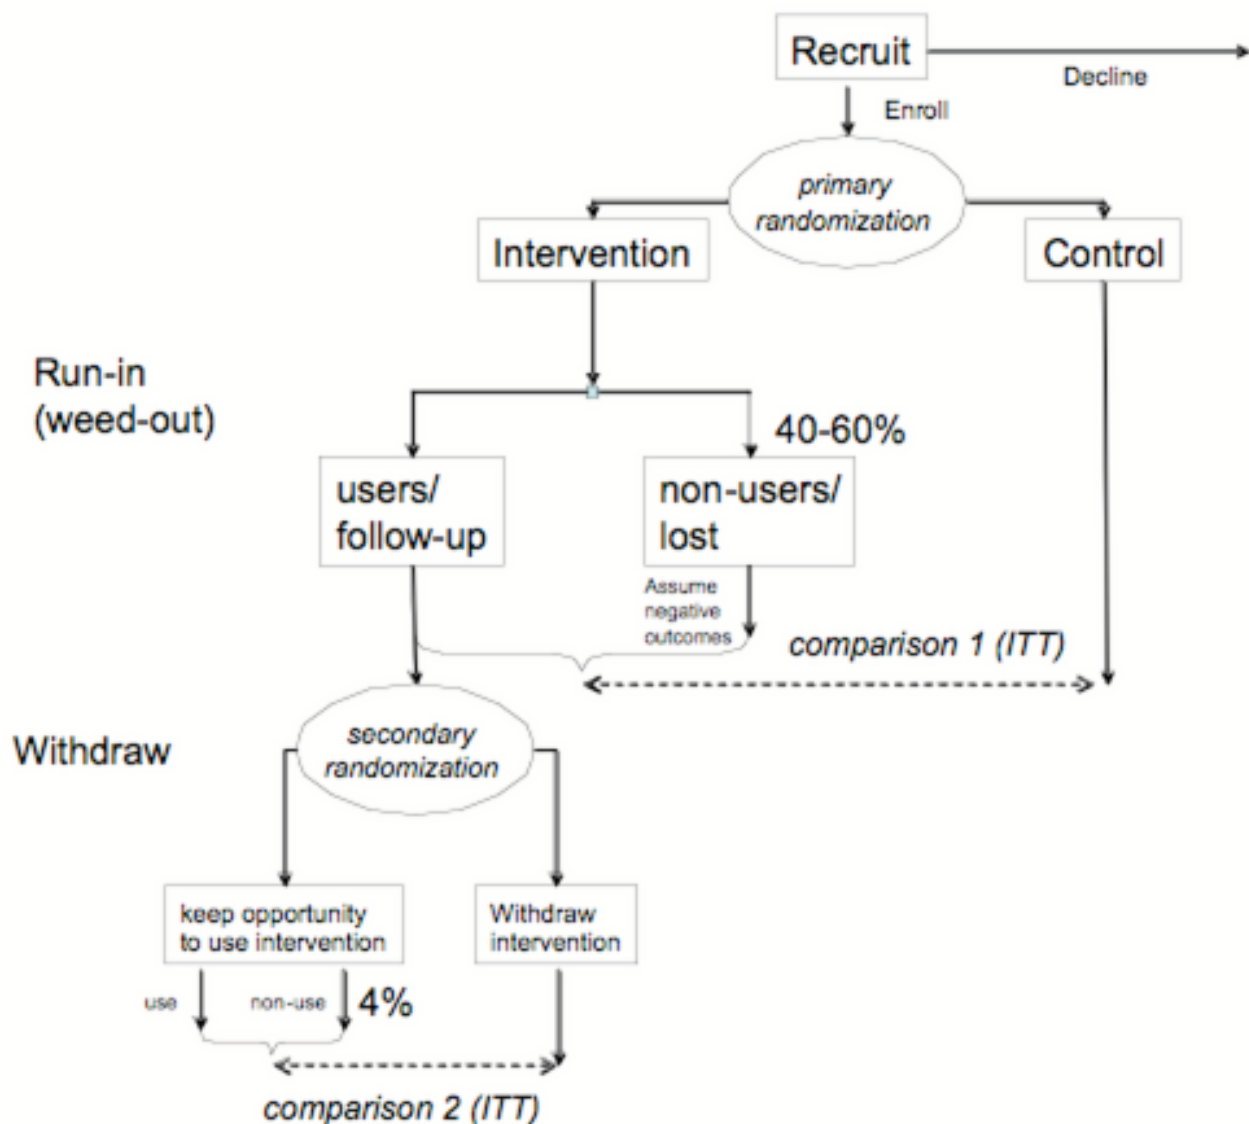 Recruit
Decline
Enroll
primary
randomization
Intervention
Control
Run-in
(weed-out)
40-60%
users/
follow-up
non-users/
lost
Assume
negative
outcomes
comparison 1 (ITT)
Withdraw
secondary
randomization
keep opportunity
to use intervention
Withdraw
intervention
use
non-use
4%
comparison 2 (ITT)